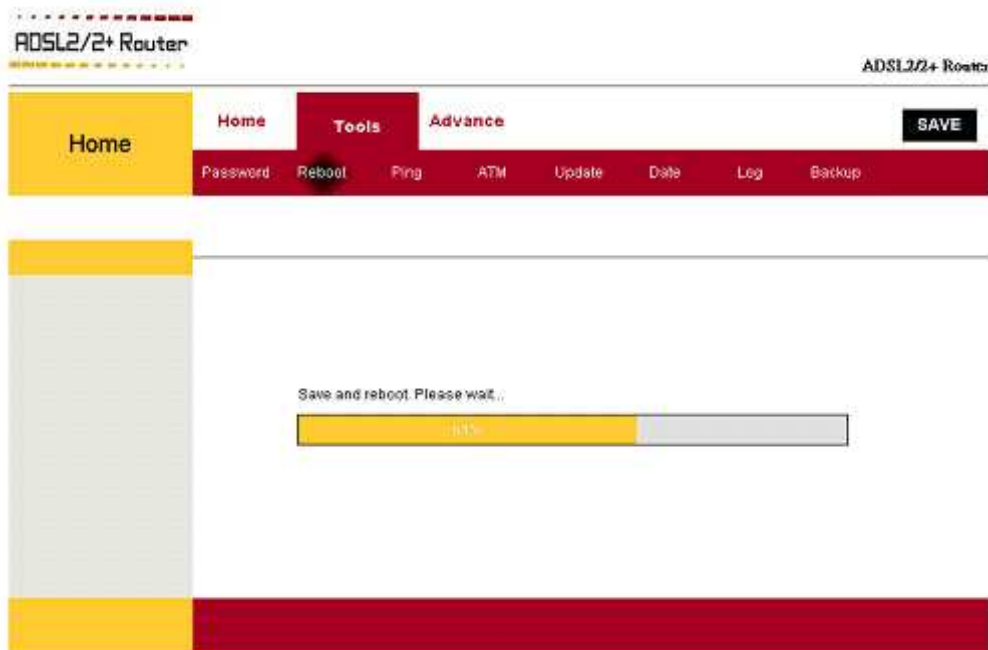 ADSL2/2+ Router
ADSL2/2+ Router
Home
Home Tools Advance
SAVE
Password Reboot Ping ATM Update Date Log Backup
Save and reboot. Please wait...